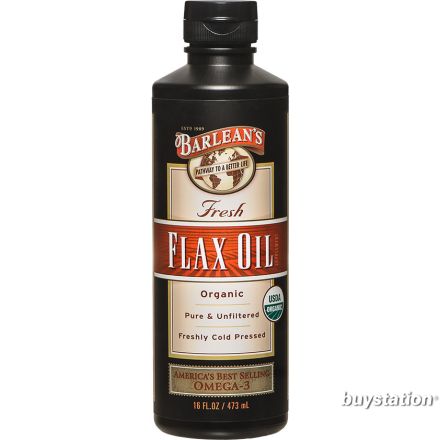 ESTD 1989
BARLEAN'S
PATHWAY TO A BETTER LIFE
Fresh
FLAX OIL
Organic
USDA
ORGANIC
Pure & Unfiltered
Freshly Cold Pressed
AMERICA'S BEST SELLING
OMEGA-3
16 FL.OZ / 473 mL
buystation®